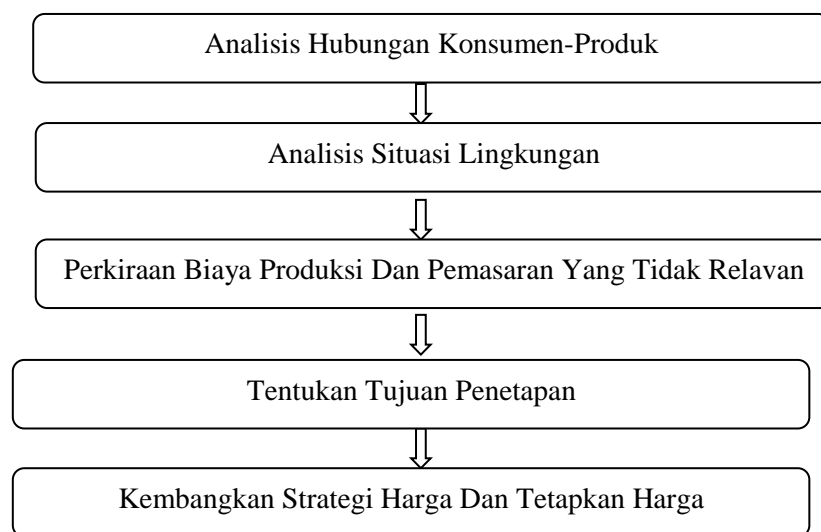 Analisis Hubungan Konsumen-Produk
Analisis Situasi Lingkungan
Perkiraan Biaya Produksi Dan Pemasaran Yang Tidak Relavan
Tentukan Tujuan Penetapan
Kembangkan Strategi Harga Dan Tetapkan Harga